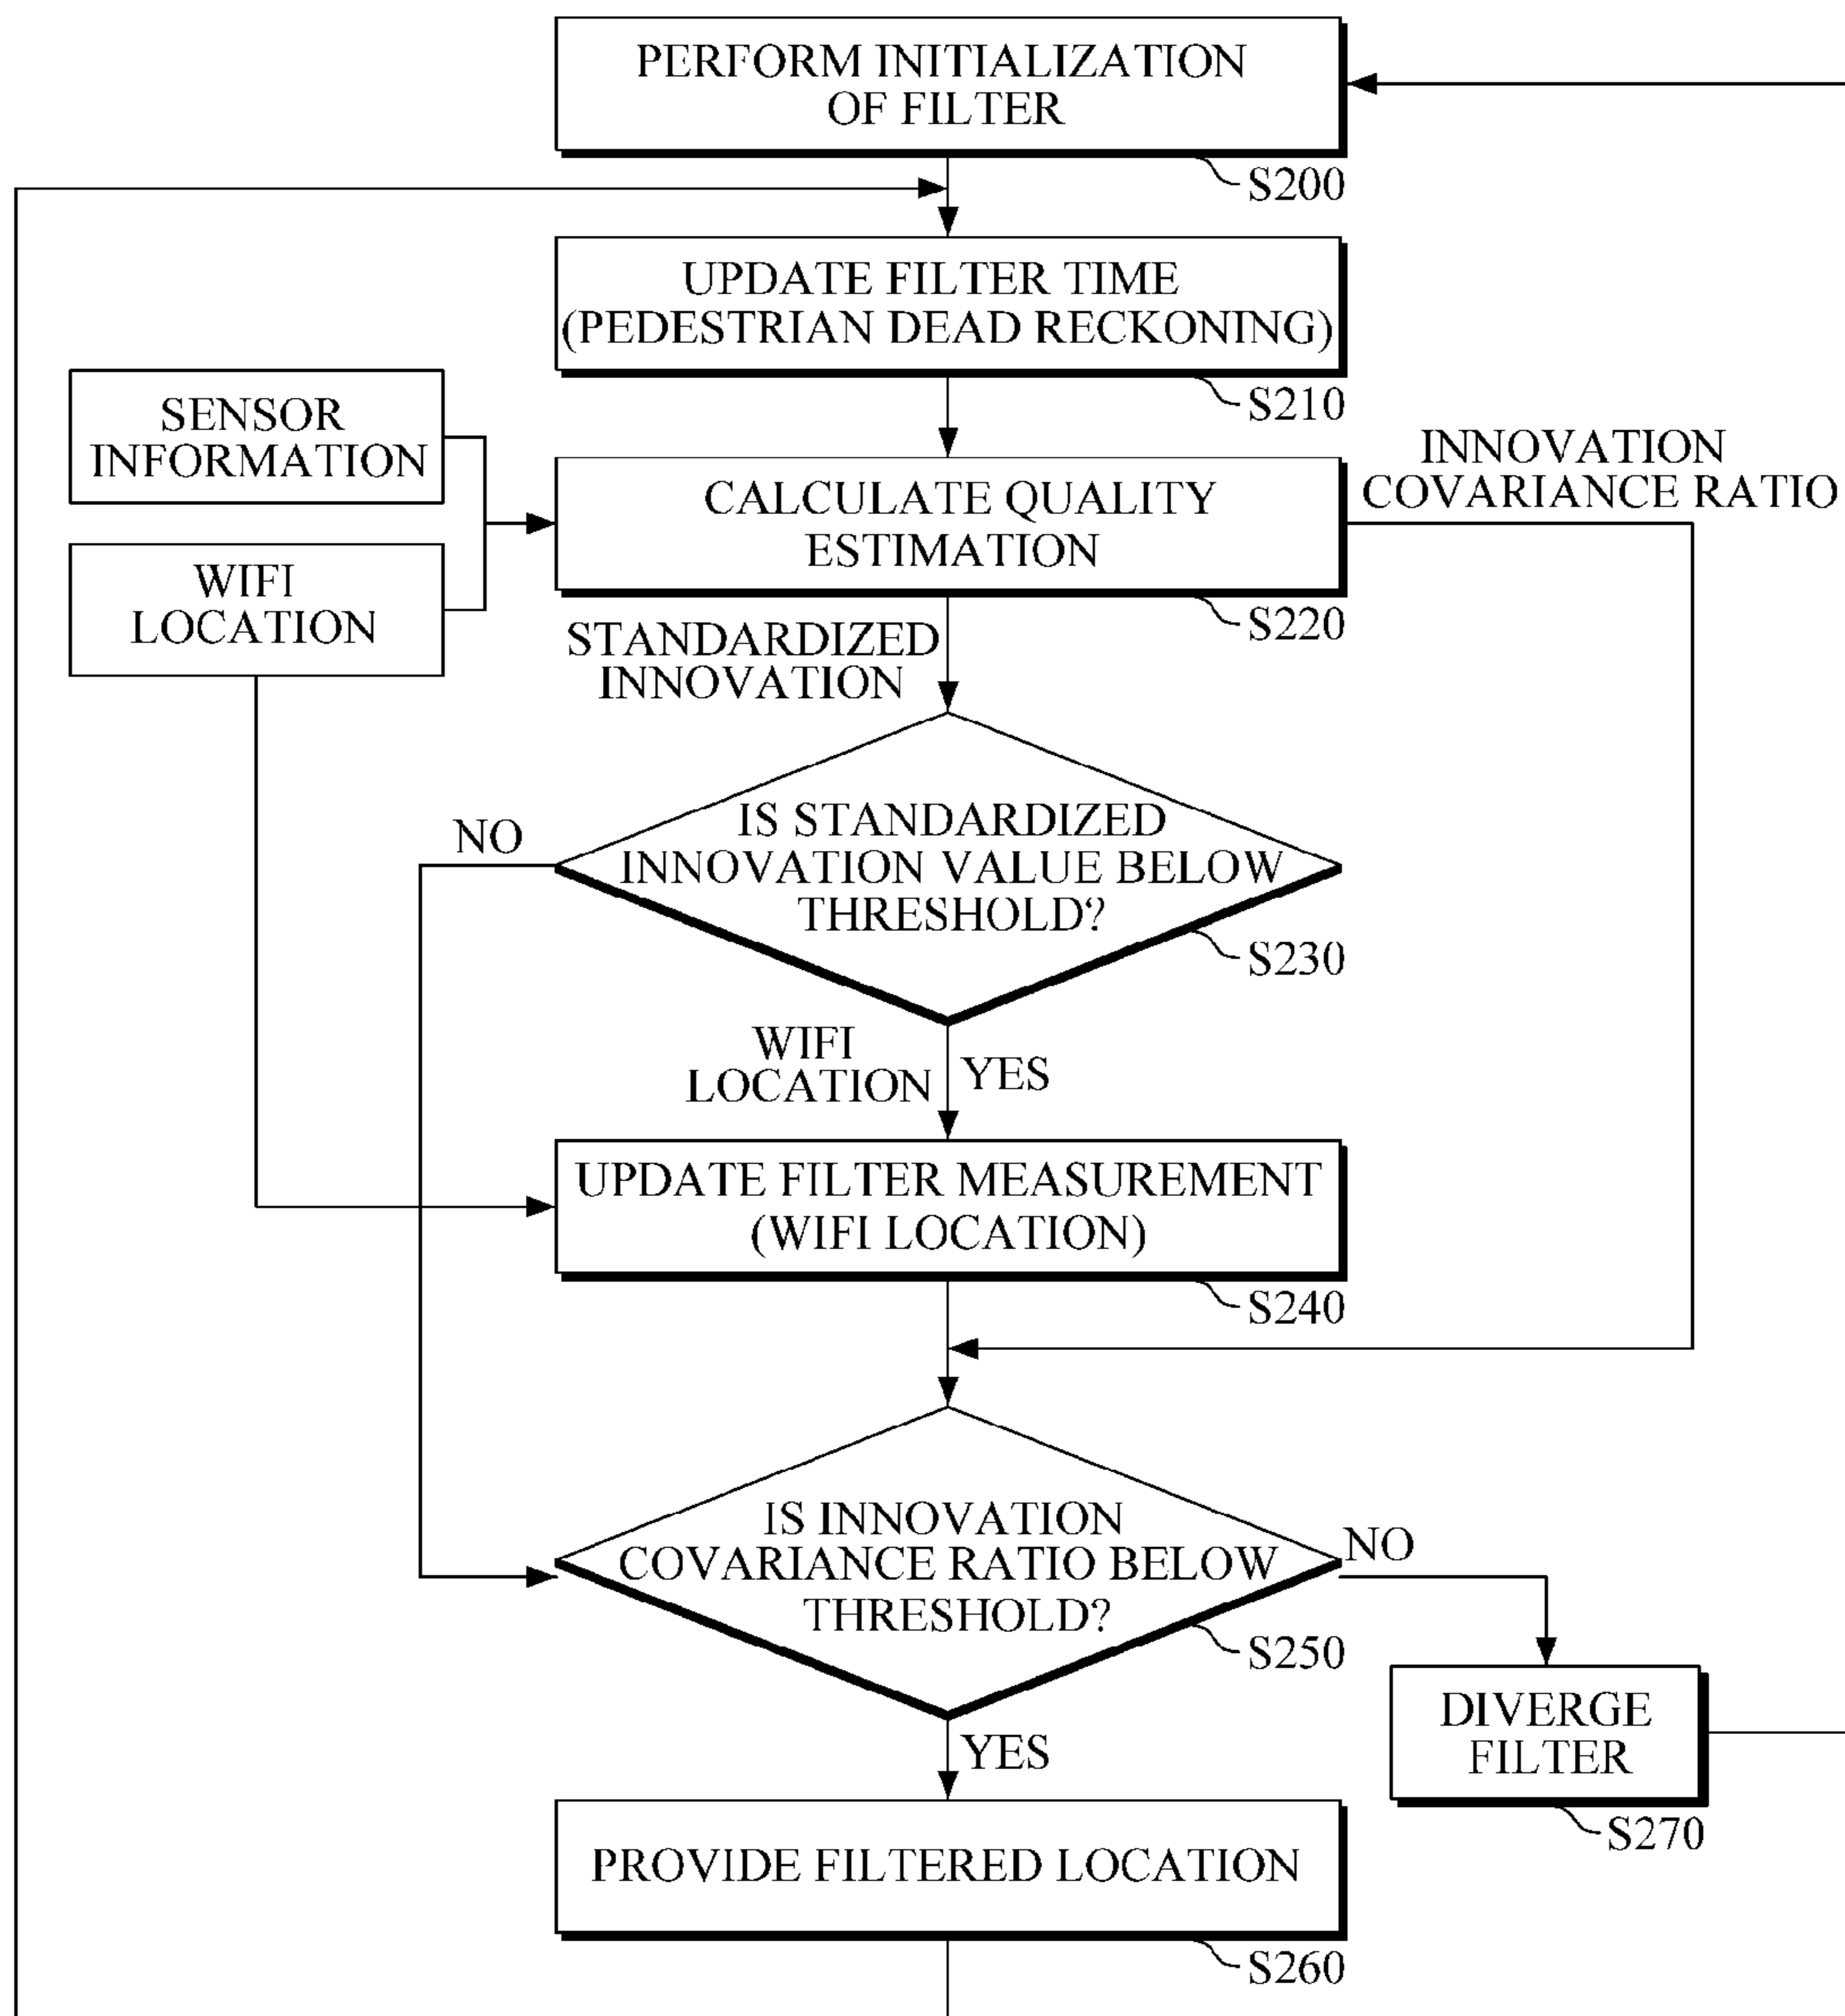 PERFORM INITIALIZATION
OF FILTER
S200
UPDATE FILTER TIME
(PEDESTRIAN DEAD RECKONING)
S210
SENSOR
INFORMATION
WIFI
LOCATION
CALCULATE QUALITY
ESTIMATION
S220
INNOVATION
COVARIANCE RATIO
STANDARDIZED
INNOVATION
IS STANDARDIZED
INNOVATION VALUE BELOW
THRESHOLD?
NO
S230
WIFI
LOCATION
YES
UPDATE FILTER MEASUREMENT
(WIFI LOCATION)
S240
IS INNOVATION
COVARIANCE RATIO BELOW
THRESHOLD?
NO
S250
YES
DIVERGE
FILTER
S270
PROVIDE FILTERED LOCATION
S260